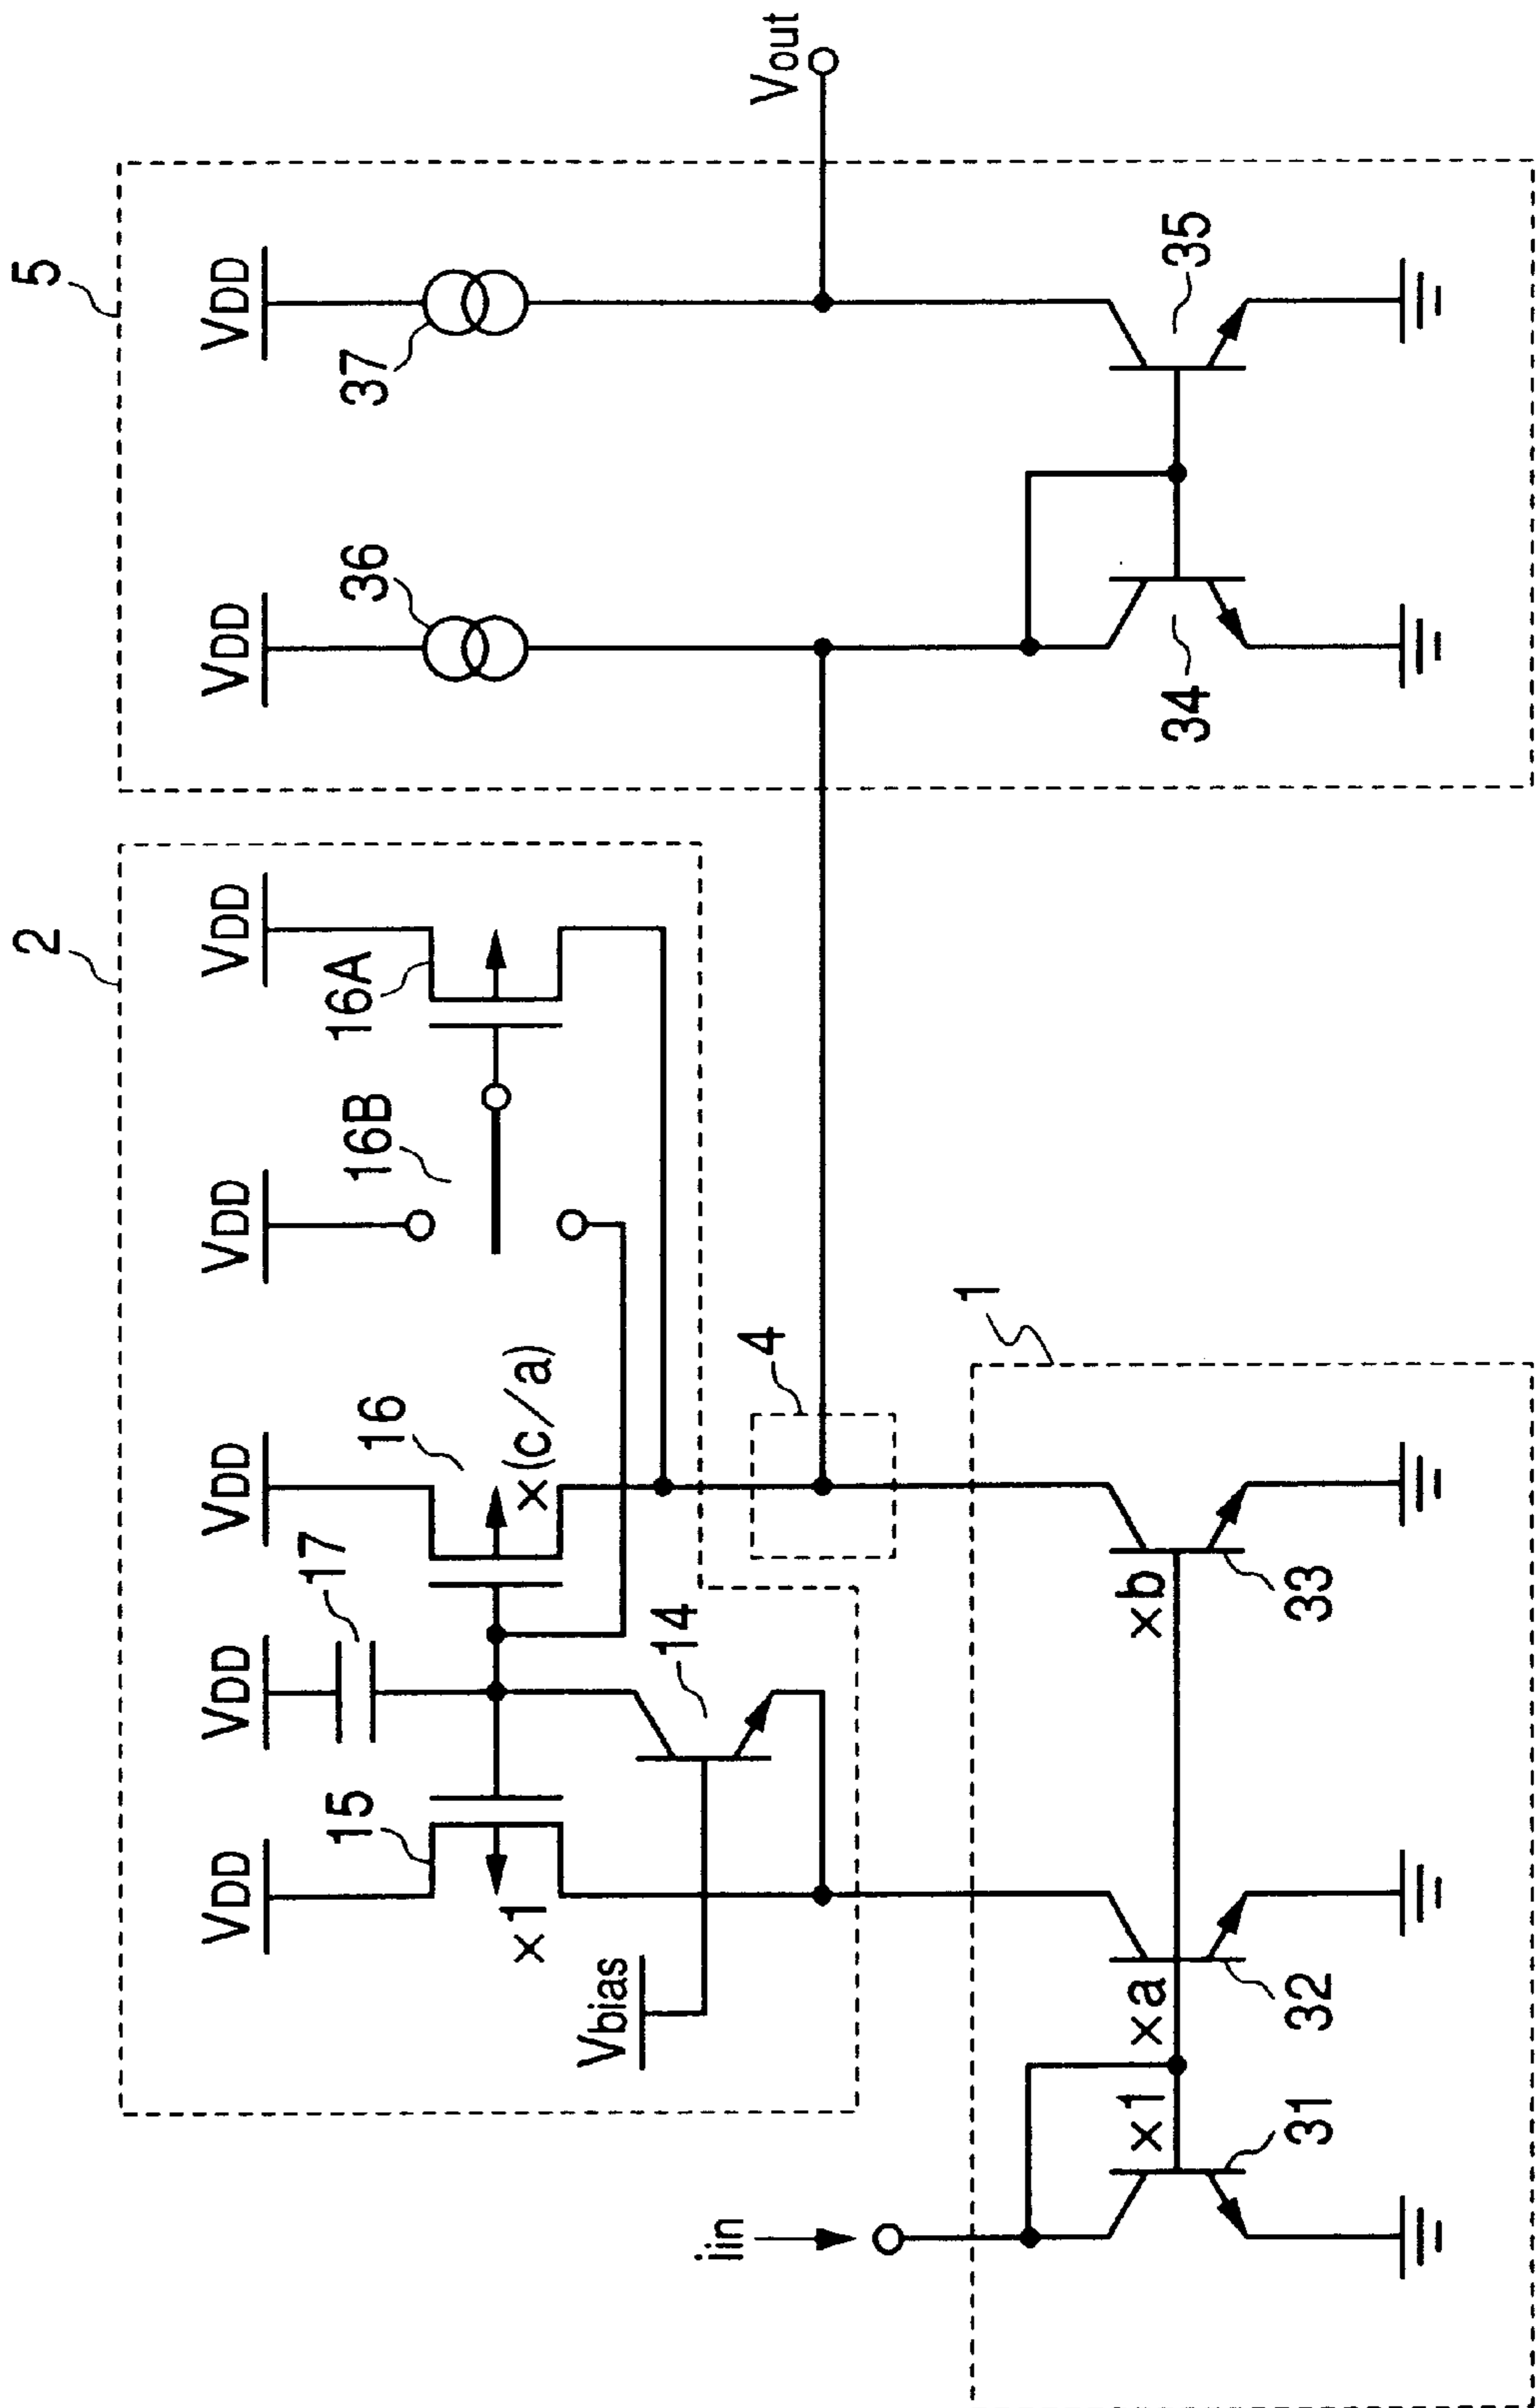 5
2
VDD
VDD
VDD
VDD
VDD
VDD
VDD
15
17
16
16B
16A
36
37
×1
×(c/a)
Vbias
14
4
Vout
iin
1
×1
×a
×b
31
32
33
34
35